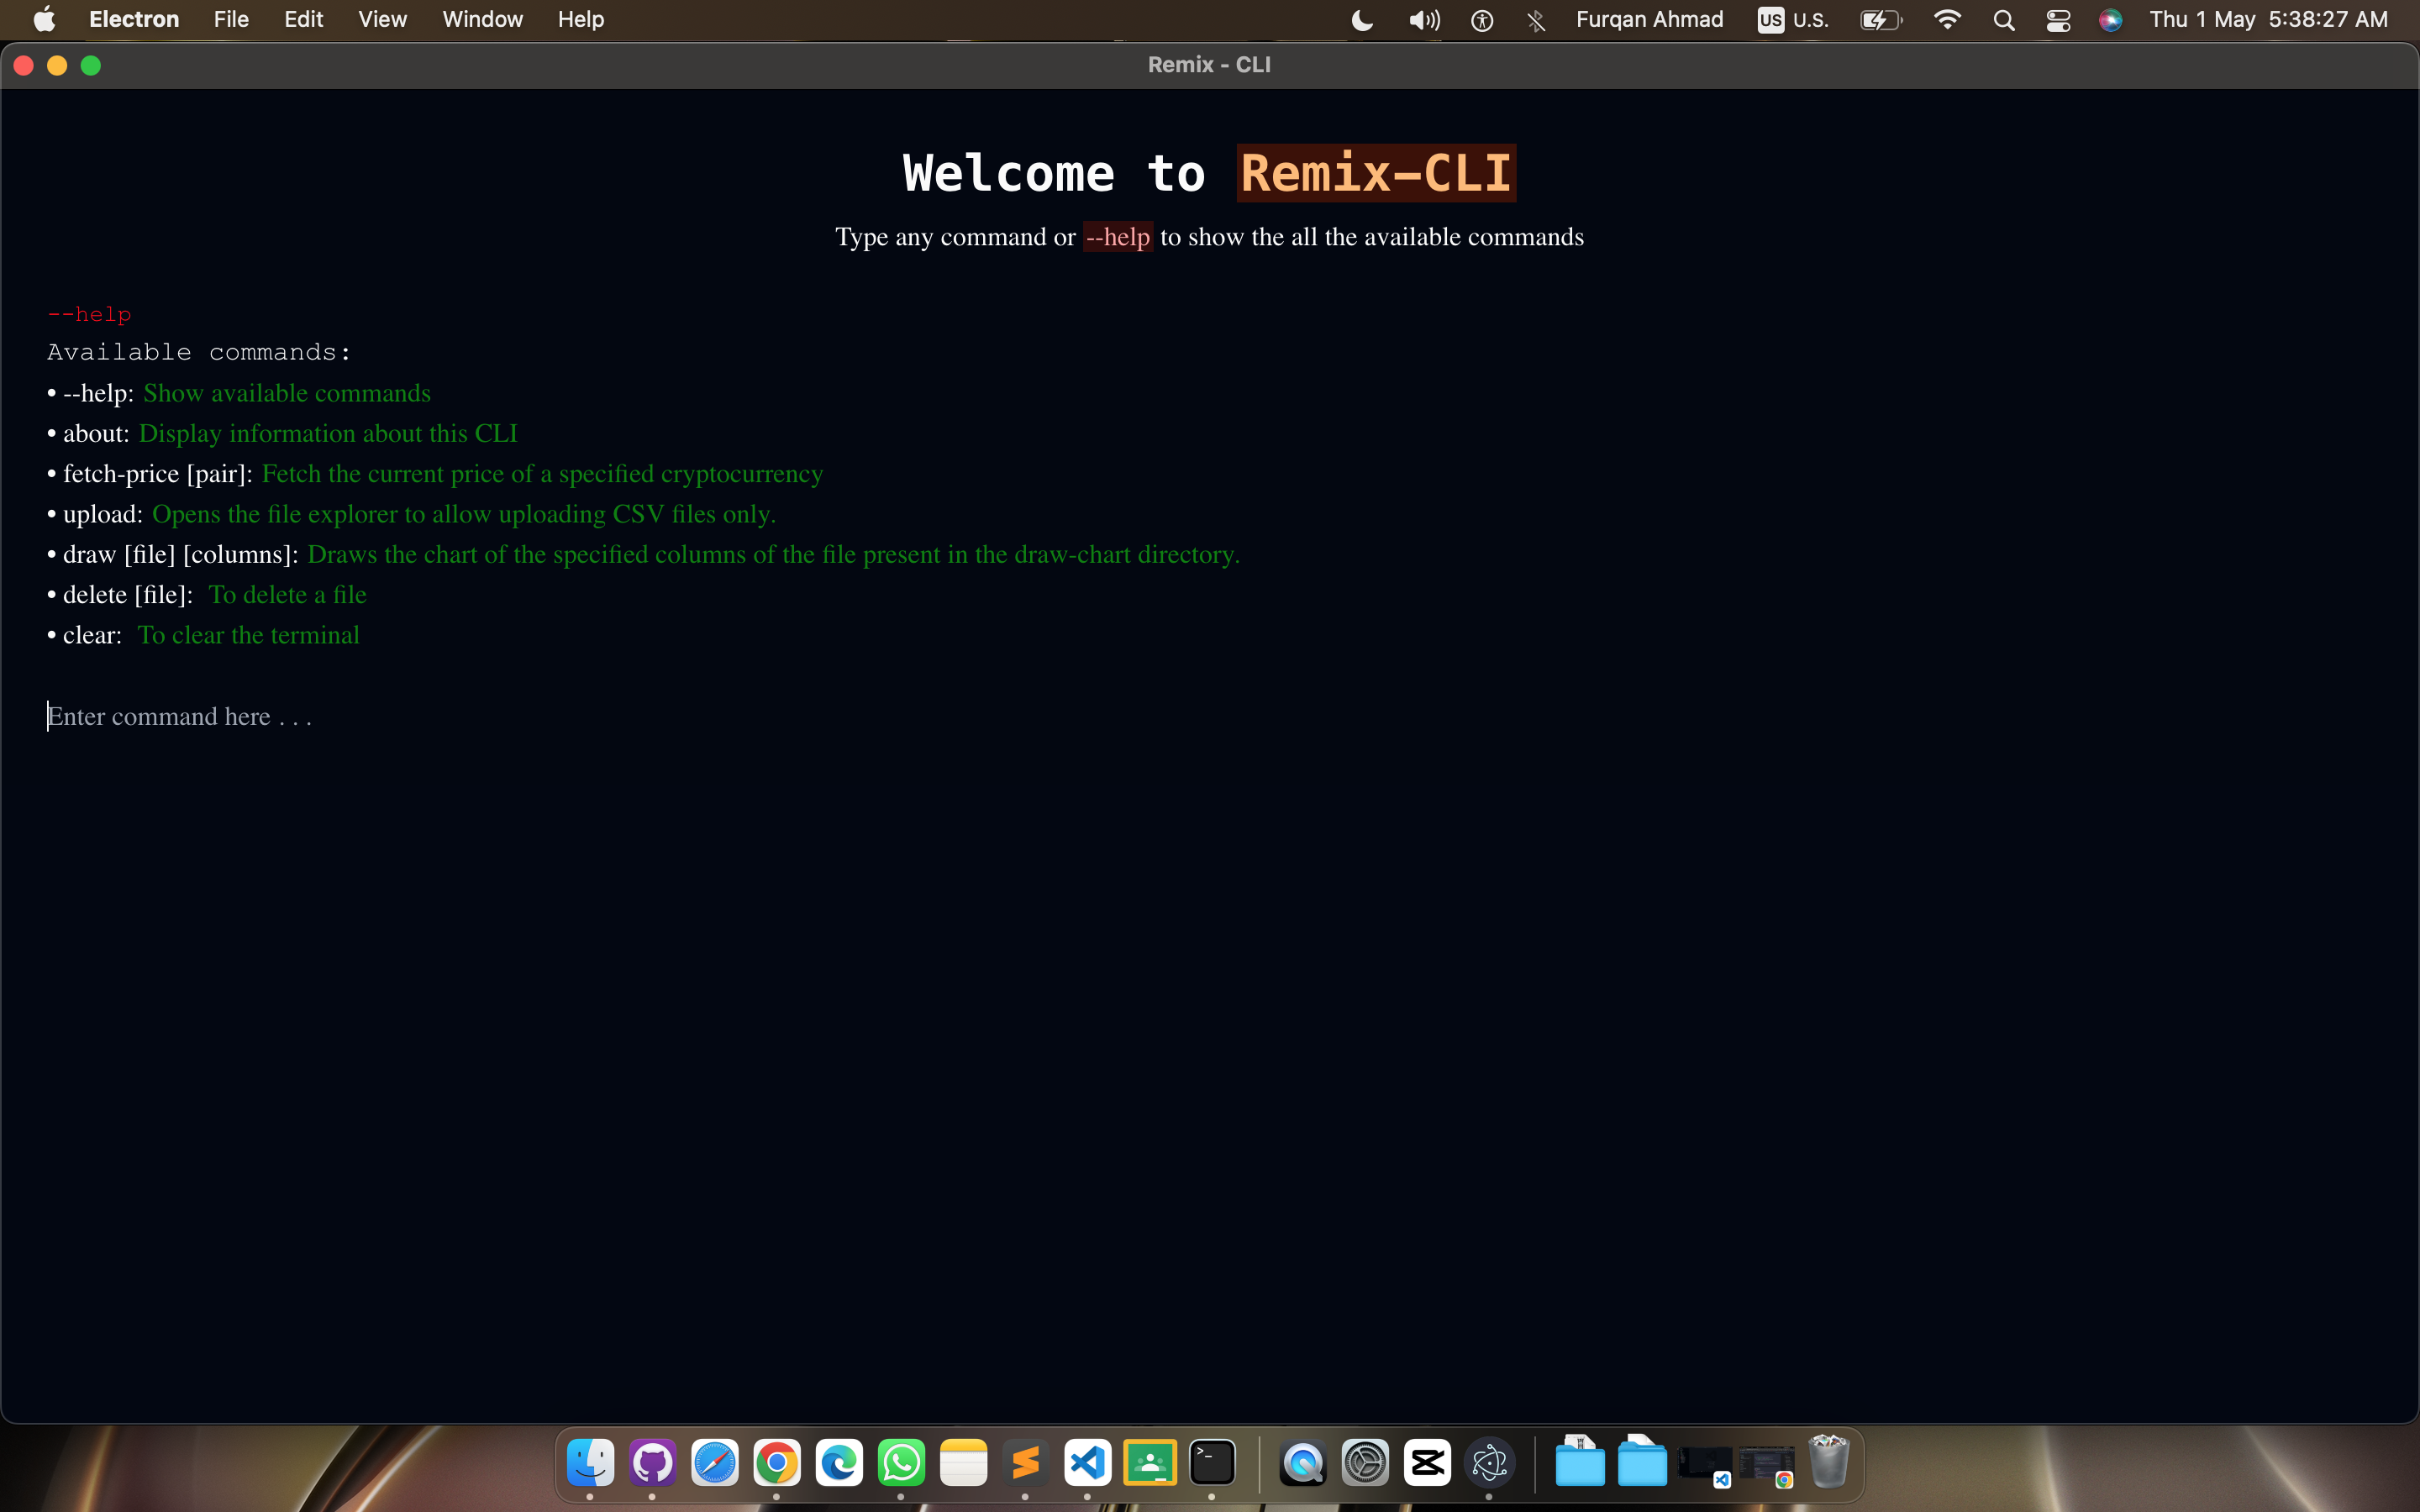 Electron File Edit View Window Help Furqan Ahmad US U.S. Thu 1 May 5:38:27 AM
Remix - CLI
Welcome to Remix-CLI
Type any command or --help to show the all the available commands
--help
Available commands:
• --help: Show available commands
• about: Display information about this CLI
• fetch-price [pair]: Fetch the current price of a specified cryptocurrency
• upload: Opens the file explorer to allow uploading CSV files only.
• draw [file] [columns]: Draws the chart of the specified columns of the file present in the draw-chart directory.
• delete [file]: To delete a file
• clear: To clear the terminal
Enter command here . . .